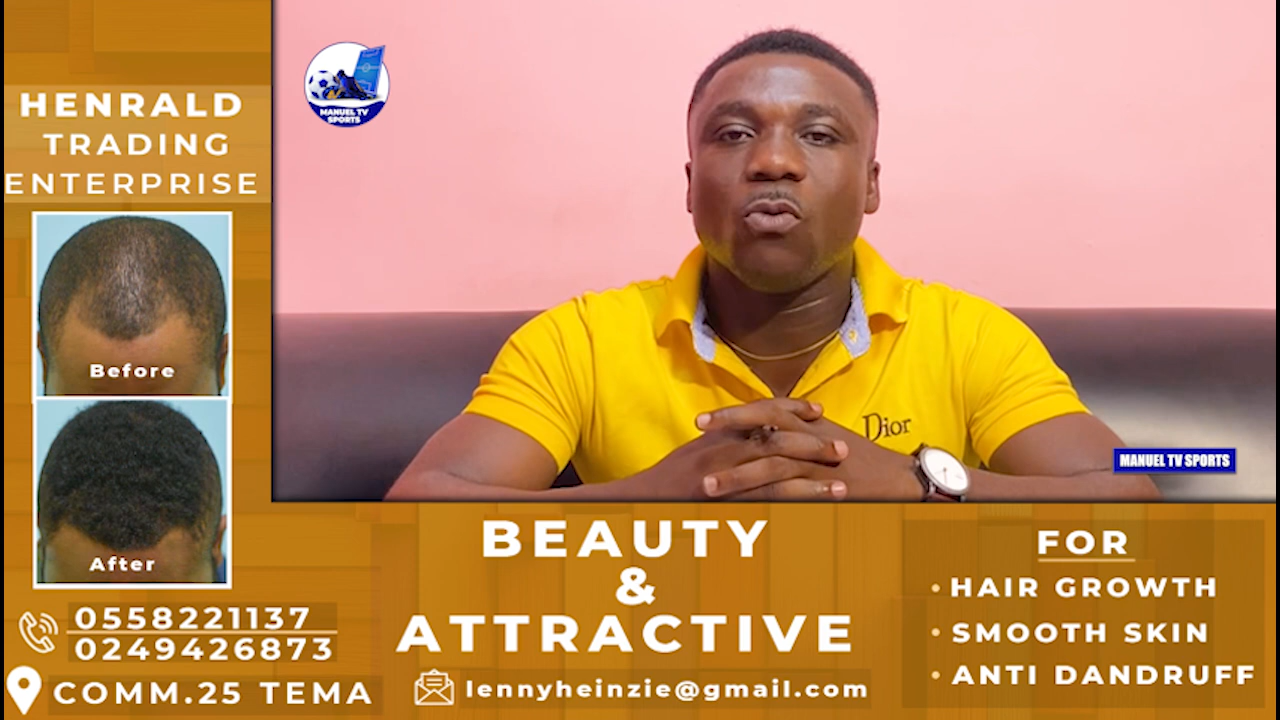 HENRALD
TRADING
ENTERPRISE
MANUEL TV
SPORTS
Before
After
Dior
MANUEL TV SPORTS
0558221137
0249426873
COMM.25 TEMA
BEAUTY
&
ATTRACTIVE
lennyheinzie@gmail.com
FOR
• HAIR GROWTH
• SMOOTH SKIN
• ANTI DANDRUFF